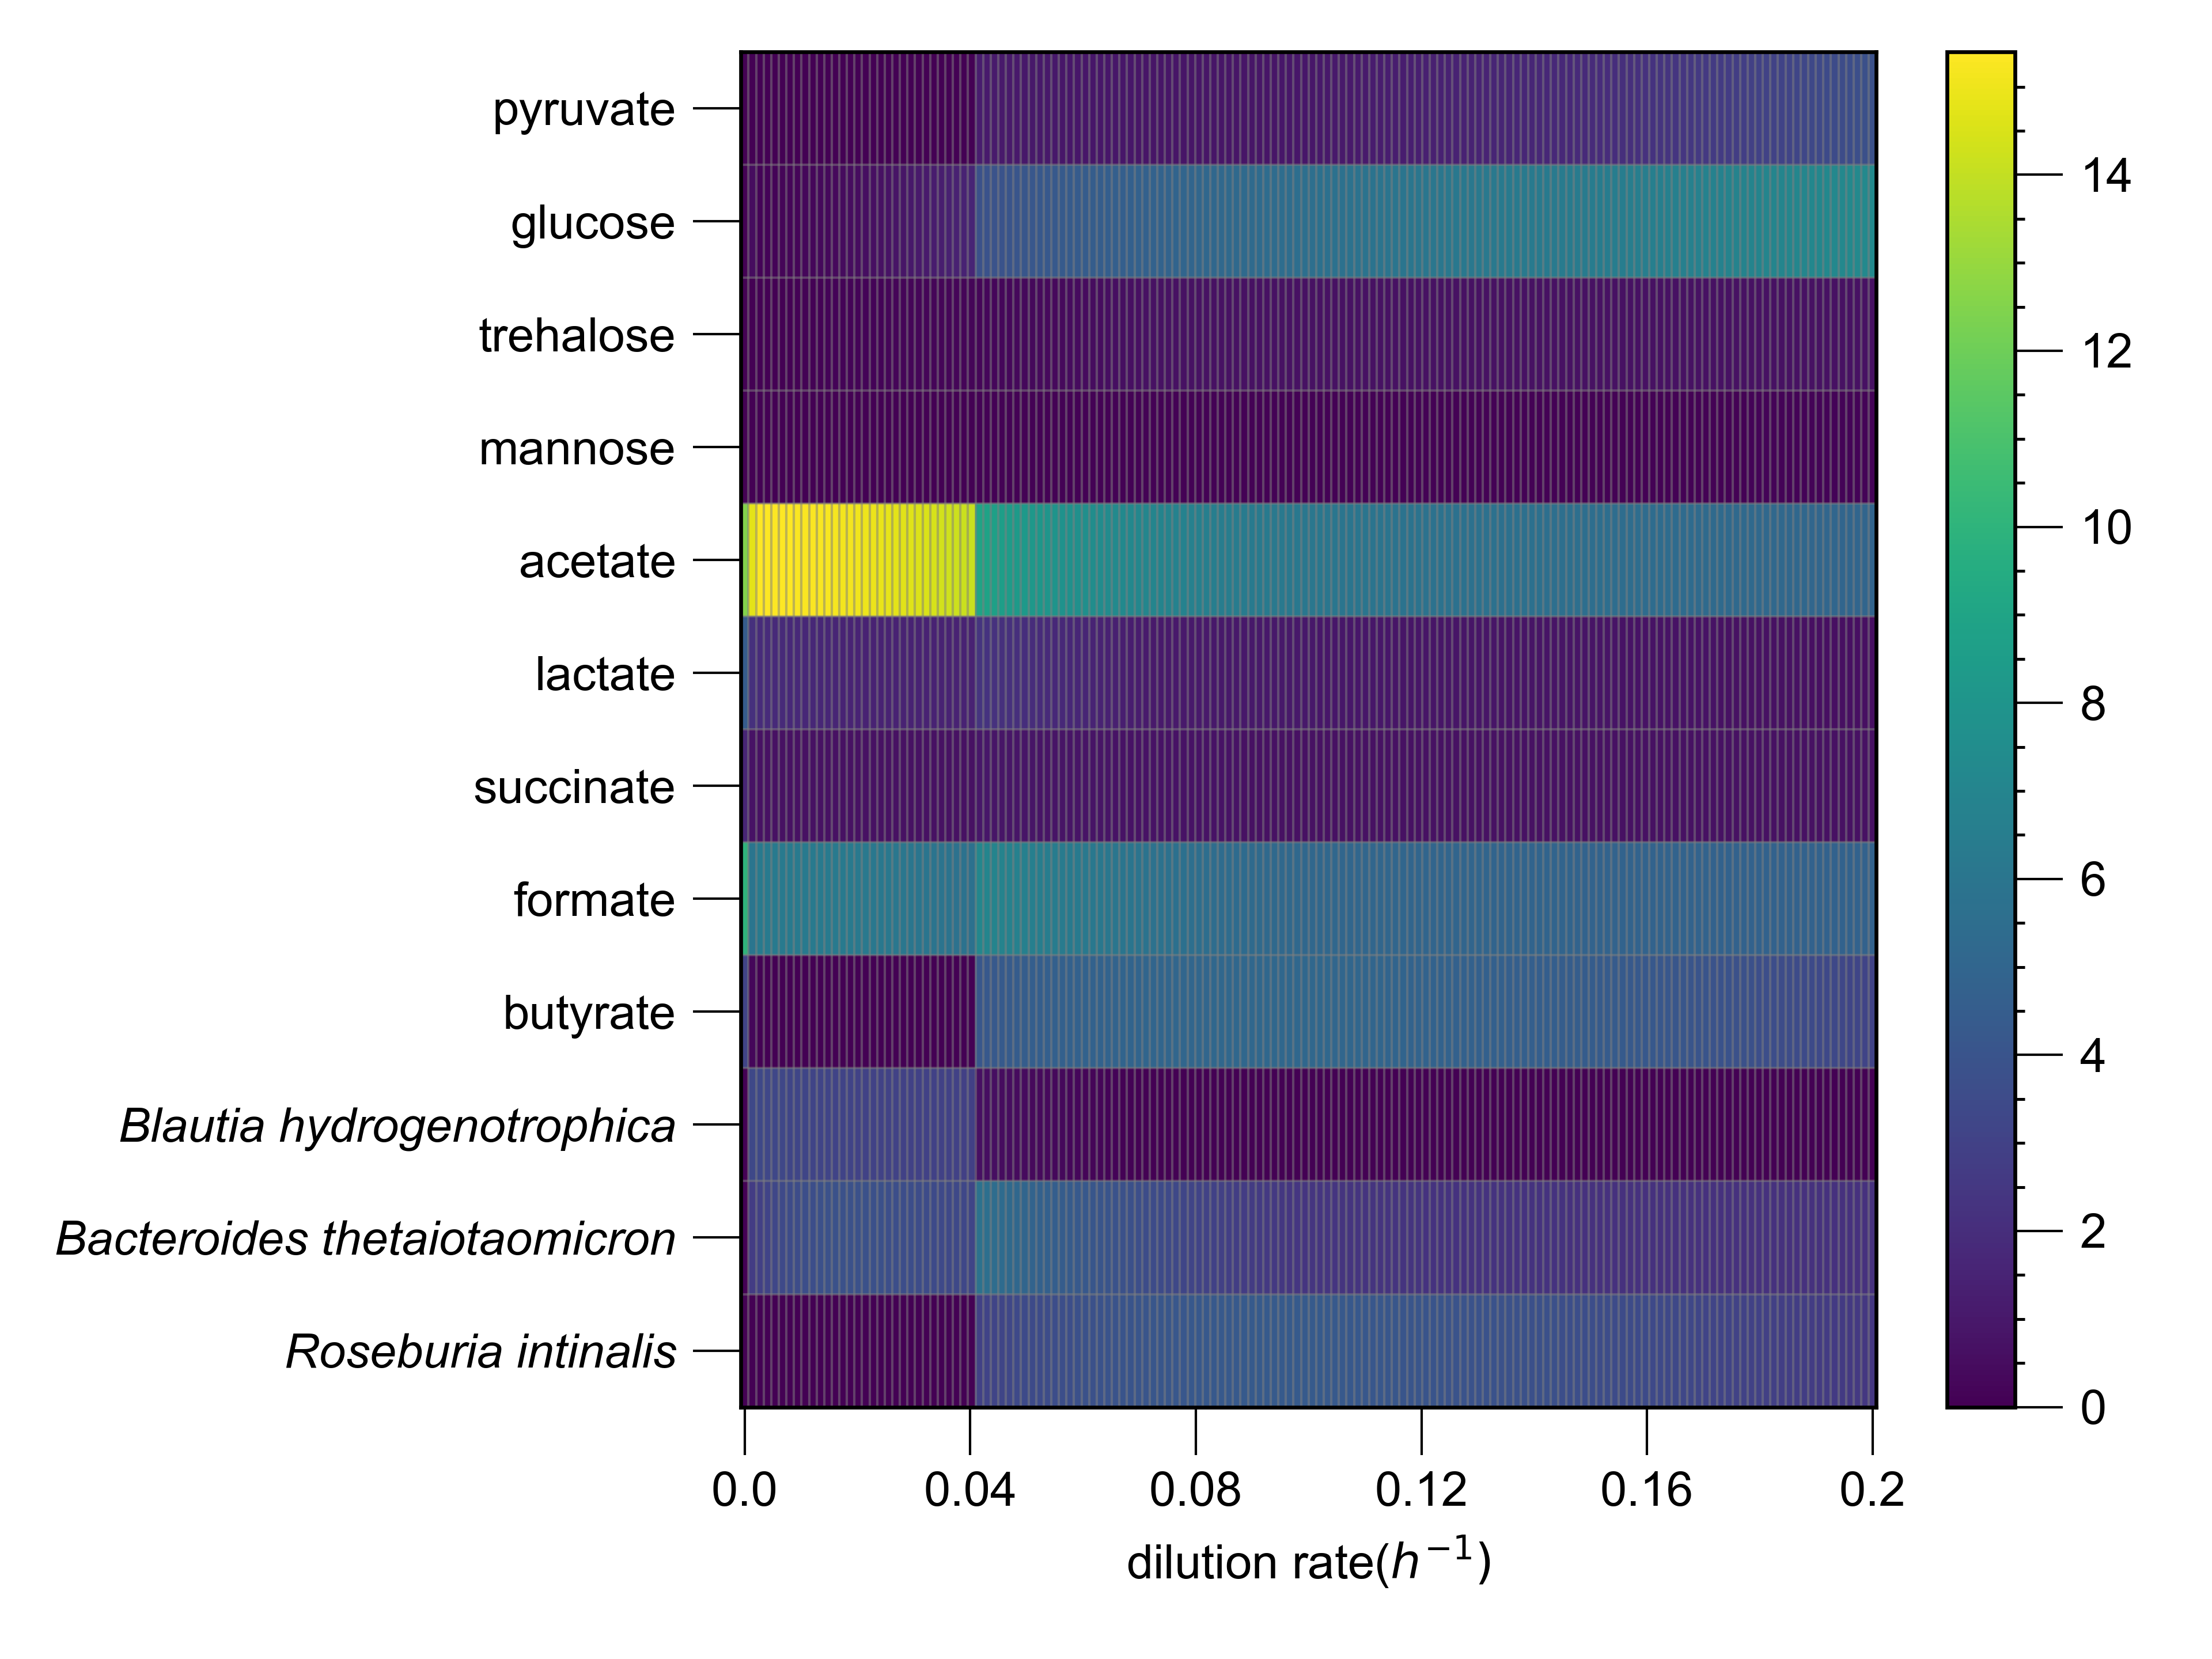 pyruvate
glucose
trehalose
mannose
acetate
lactate
succinate
formate
butyrate
Blautia hydrogenotrophica
Bacteroides thetaiotaomicron
Roseburia intinalis
0.0 0.04 0.08 0.12 0.16 0.2
dilution rate(h⁻¹)
14
12
10
8
6
4
2
0